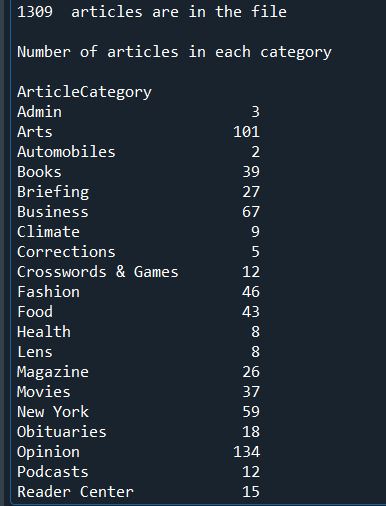 1309  articles are in the file
Number of articles in each category
ArticleCategory
Admin 3
Arts 101
Automobiles 2
Books 39
Briefing 27
Business 67
Climate 9
Corrections 5
Crosswords & Games 12
Fashion 46
Food 43
Health 8
Lens 8
Magazine 26
Movies 37
New York 59
Obituaries 18
Opinion 134
Podcasts 12
Reader Center 15